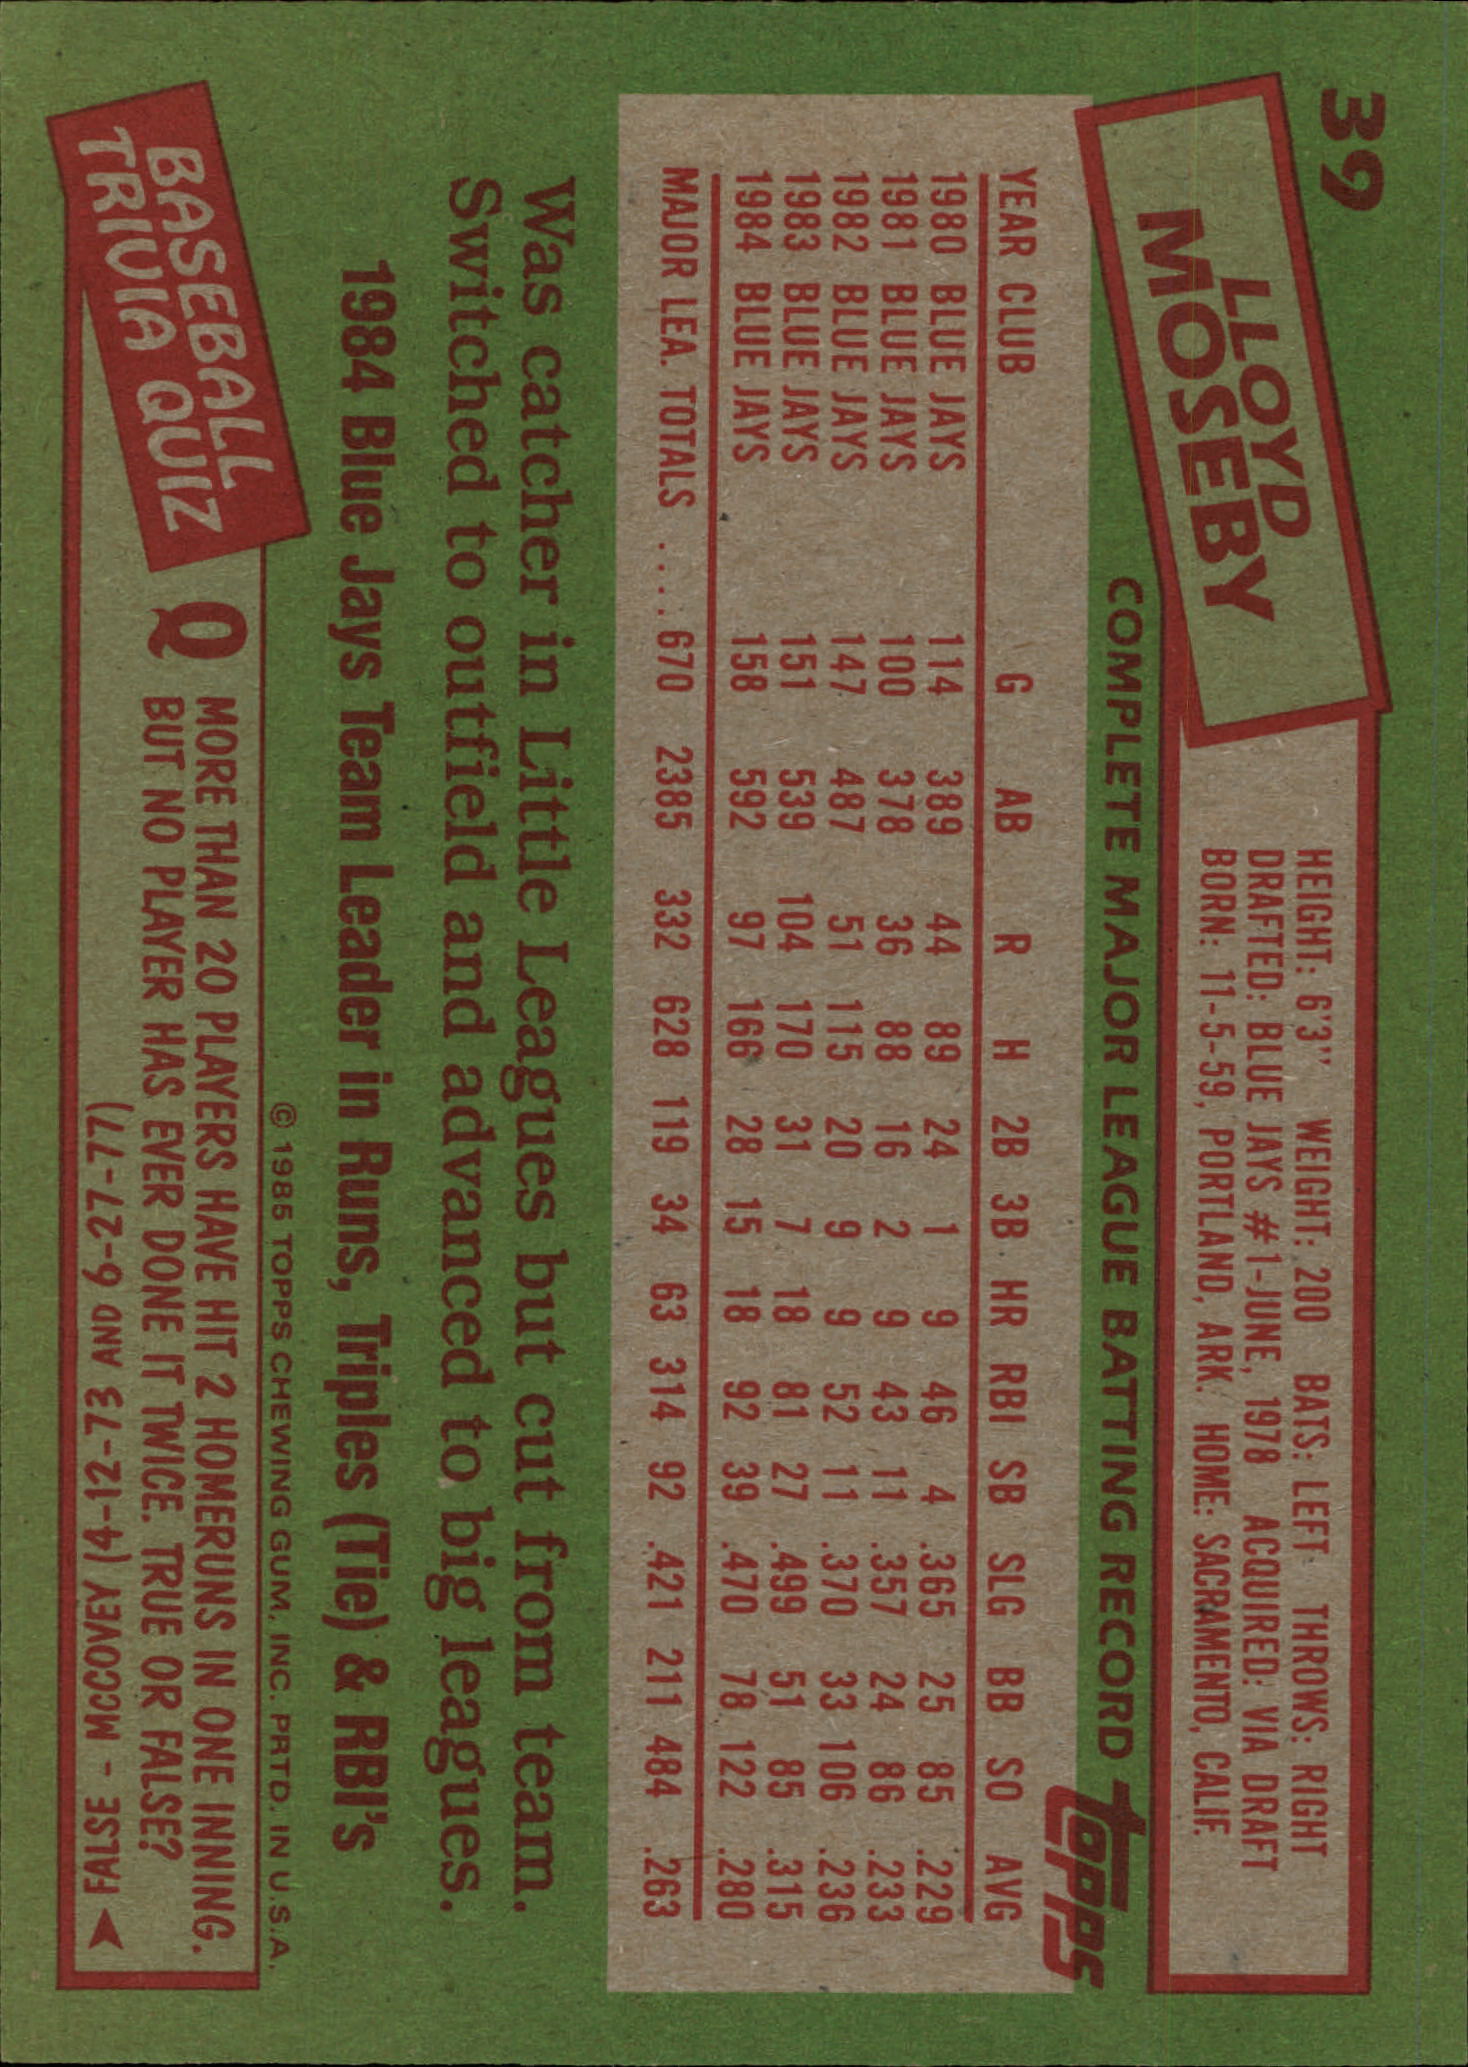 39
LLOYD
MOSEBY
HEIGHT: 6'3" WEIGHT: 200 BATS: LEFT THROWS: RIGHT
DRAFTED: BLUE JAYS #1-JUNE, 1978 ACQUIRED: VIA DRAFT
BORN: 11-5-59, PORTLAND, ARK. HOME: SACRAMENTO, CALIF.
COMPLETE MAJOR LEAGUE BATTING RECORD
topps
YEAR CLUB G AB R H 2B 3B HR RBI SB SLG BB SO AVG
1980 BLUE JAYS 114 389 44 89 24 1 9 46 4 .365 25 85 .229
1981 BLUE JAYS 100 378 36 88 16 2 9 43 11 .357 24 86 .233
1982 BLUE JAYS 147 487 51 115 20 9 9 52 11 .370 33 106 .236
1983 BLUE JAYS 151 539 104 170 31 7 18 81 27 .499 51 85 .315
1984 BLUE JAYS 158 592 97 166 28 15 18 92 39 .470 78 122 .280
MAJOR LEA. TOTALS .... 670 2385 332 628 119 34 63 314 92 .421 211 484 .263
Was catcher in Little Leagues but cut from team.
Switched to outfield and advanced to big leagues.
1984 Blue Jays Team Leader in Runs, Triples (Tie) & RBI's
© 1985 TOPPS CHEWING GUM, INC. PRTD. IN U.S.A.
BASEBALL
TRIVIA QUIZ
Q MORE THAN 20 PLAYERS HAVE HIT 2 HOMERUNS IN ONE INNING.
BUT NO PLAYER HAS EVER DONE IT TWICE. TRUE OR FALSE?
FALSE - MCCOVEY (4-12-73 AND 6-27-77)